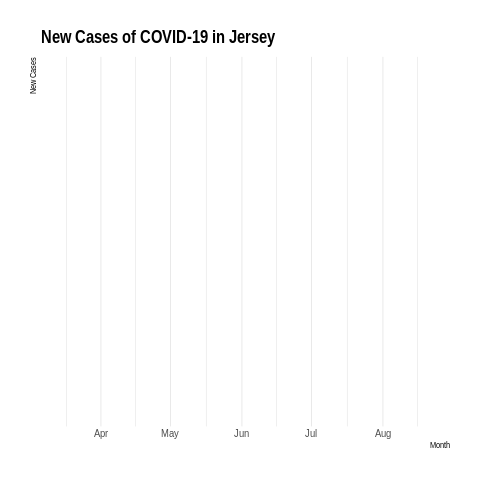 New Cases of COVID-19 in Jersey
New Cases
Apr May Jun Jul Aug
Month